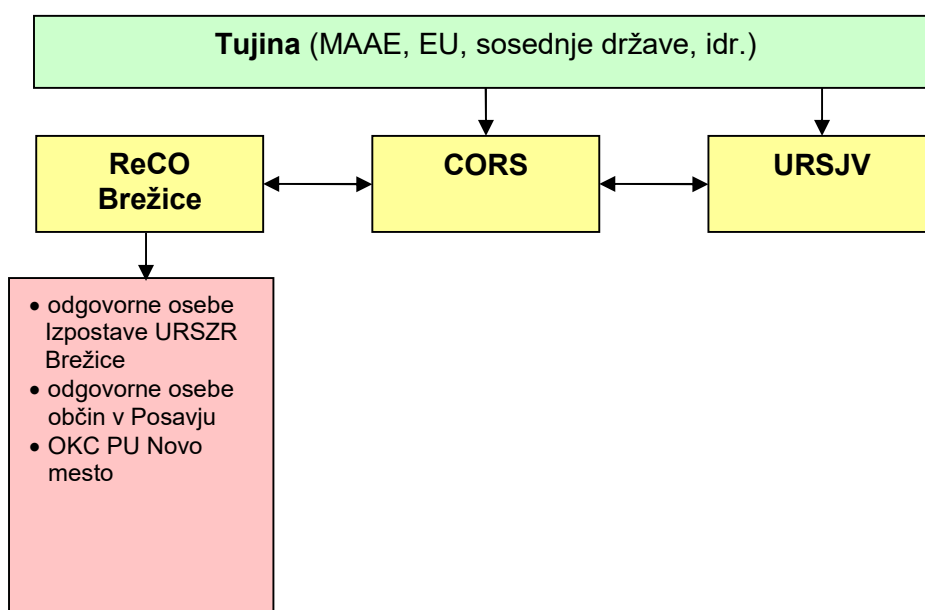 Tujina (MAAE, EU, sosednje države, idr.)
ReCO
Brežice
CORS
URSJV
• odgovorne osebe
Izpostave URSZR
Brežice
• odgovorne osebe
občin v Posavju
• OKC PU Novo
mesto